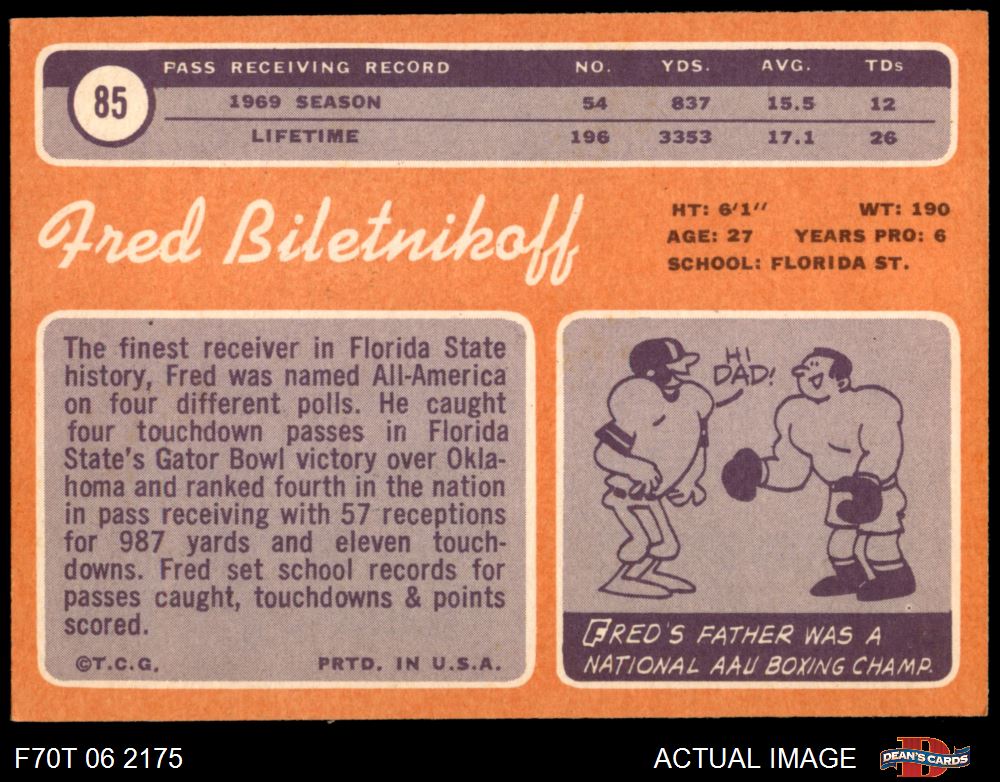 85
PASS RECEIVING RECORD NO. YDS. AVG. TDs
1969 SEASON 54 837 15.5 12
LIFETIME 196 3353 17.1 26
Fred Biletnikoff
HT: 6'1'' WT: 190
AGE: 27 YEARS PRO: 6
SCHOOL: FLORIDA ST.
The finest receiver in Florida State
history, Fred was named All-America
on four different polls. He caught
four touchdown passes in Florida
State's Gator Bowl victory over Okla-
homa and ranked fourth in the nation
in pass receiving with 57 receptions
for 987 yards and eleven touch-
downs. Fred set school records for
passes caught, touchdowns & points
scored.
©T.C.G. PRTD. IN U.S.A.
HI
DAD!
FRED'S FATHER WAS A
NATIONAL AAU BOXING CHAMP.
F70T 06 2175 ACTUAL IMAGE
D
DEAN'S CARDS